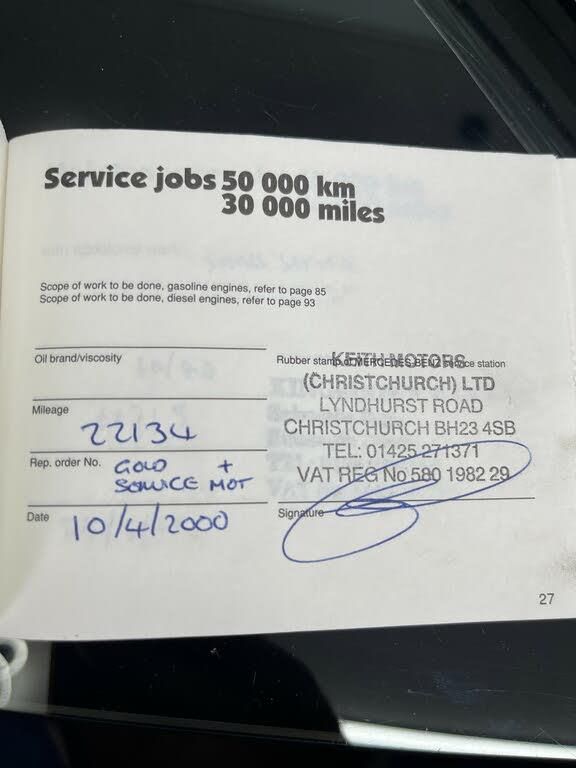 Service jobs 50 000 km
30 000 miles
Scope of work to be done, gasoline engines, refer to page 85
Scope of work to be done, diesel engines, refer to page 93
Oil brand/viscosity
Rubber stamp of MERCEDES-BENZ service station
KEITH MOTORS
(CHRISTCHURCH) LTD
LYNDHURST ROAD
CHRISTCHURCH BH23 4SB
TEL: 01425 271371
VAT REG No 580 1982 29
Mileage
22134
Rep. order No. GOLD +
SERVICE MOT
Signature
Date
10/4/2000
27